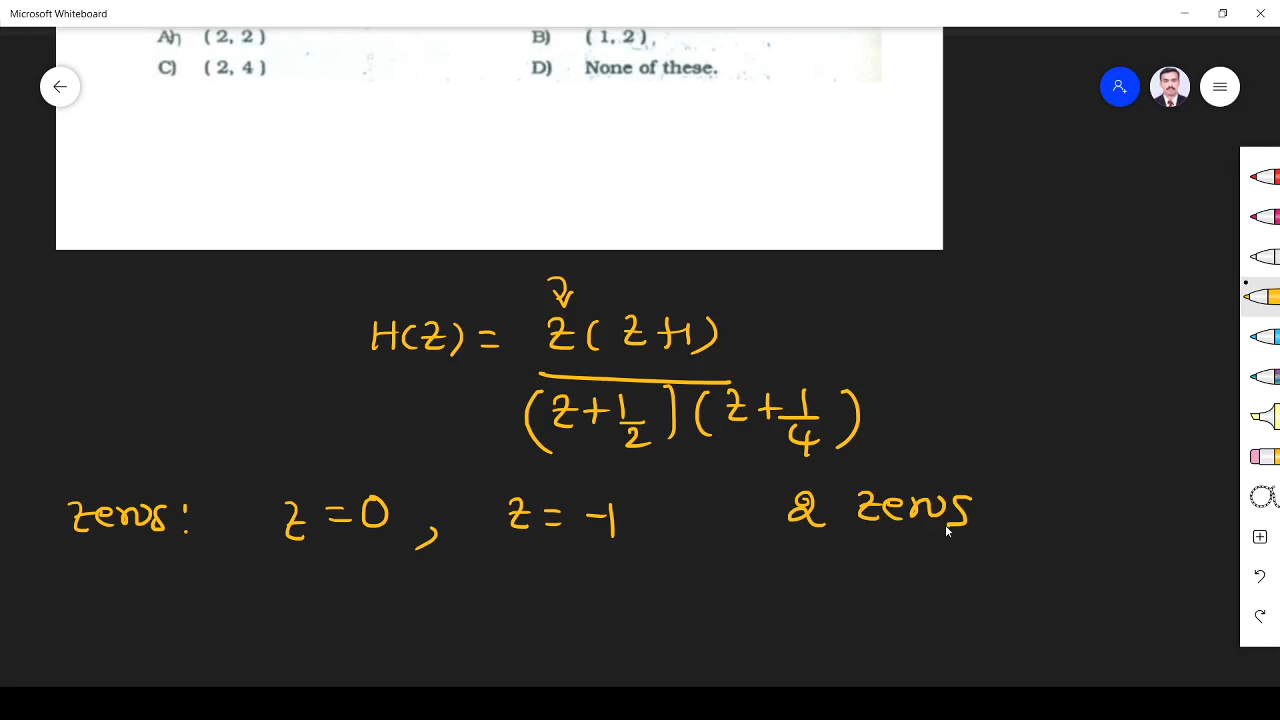 Microsoft Whiteboard
A) ( 2, 2 ) B) ( 1, 2 ),
C) ( 2, 4 ) D) None of these.
H(Z) = Z( Z+1)
(Z+1/2)(Z+1/4)
Zeros: Z = 0, Z = -1 2 Zeros